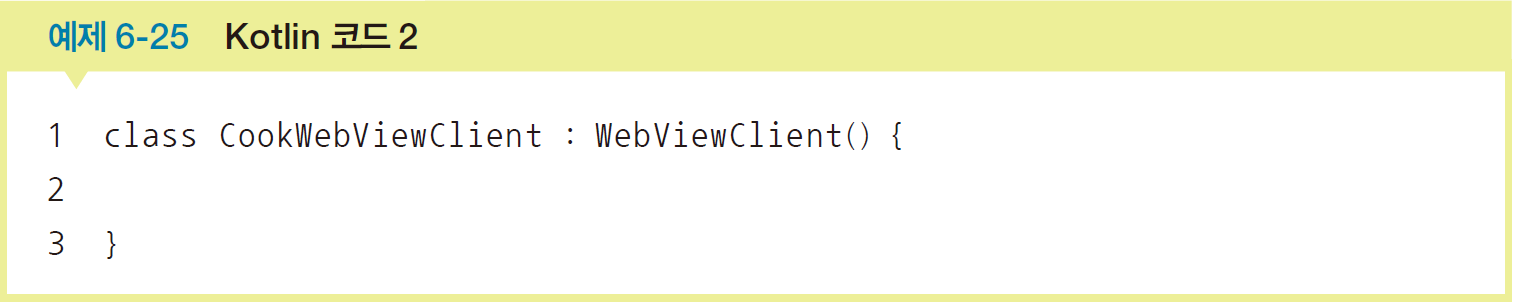 예제 6-25 Kotlin 코드 2
1 class CookWebViewClient : WebViewClient() {
2
3 }